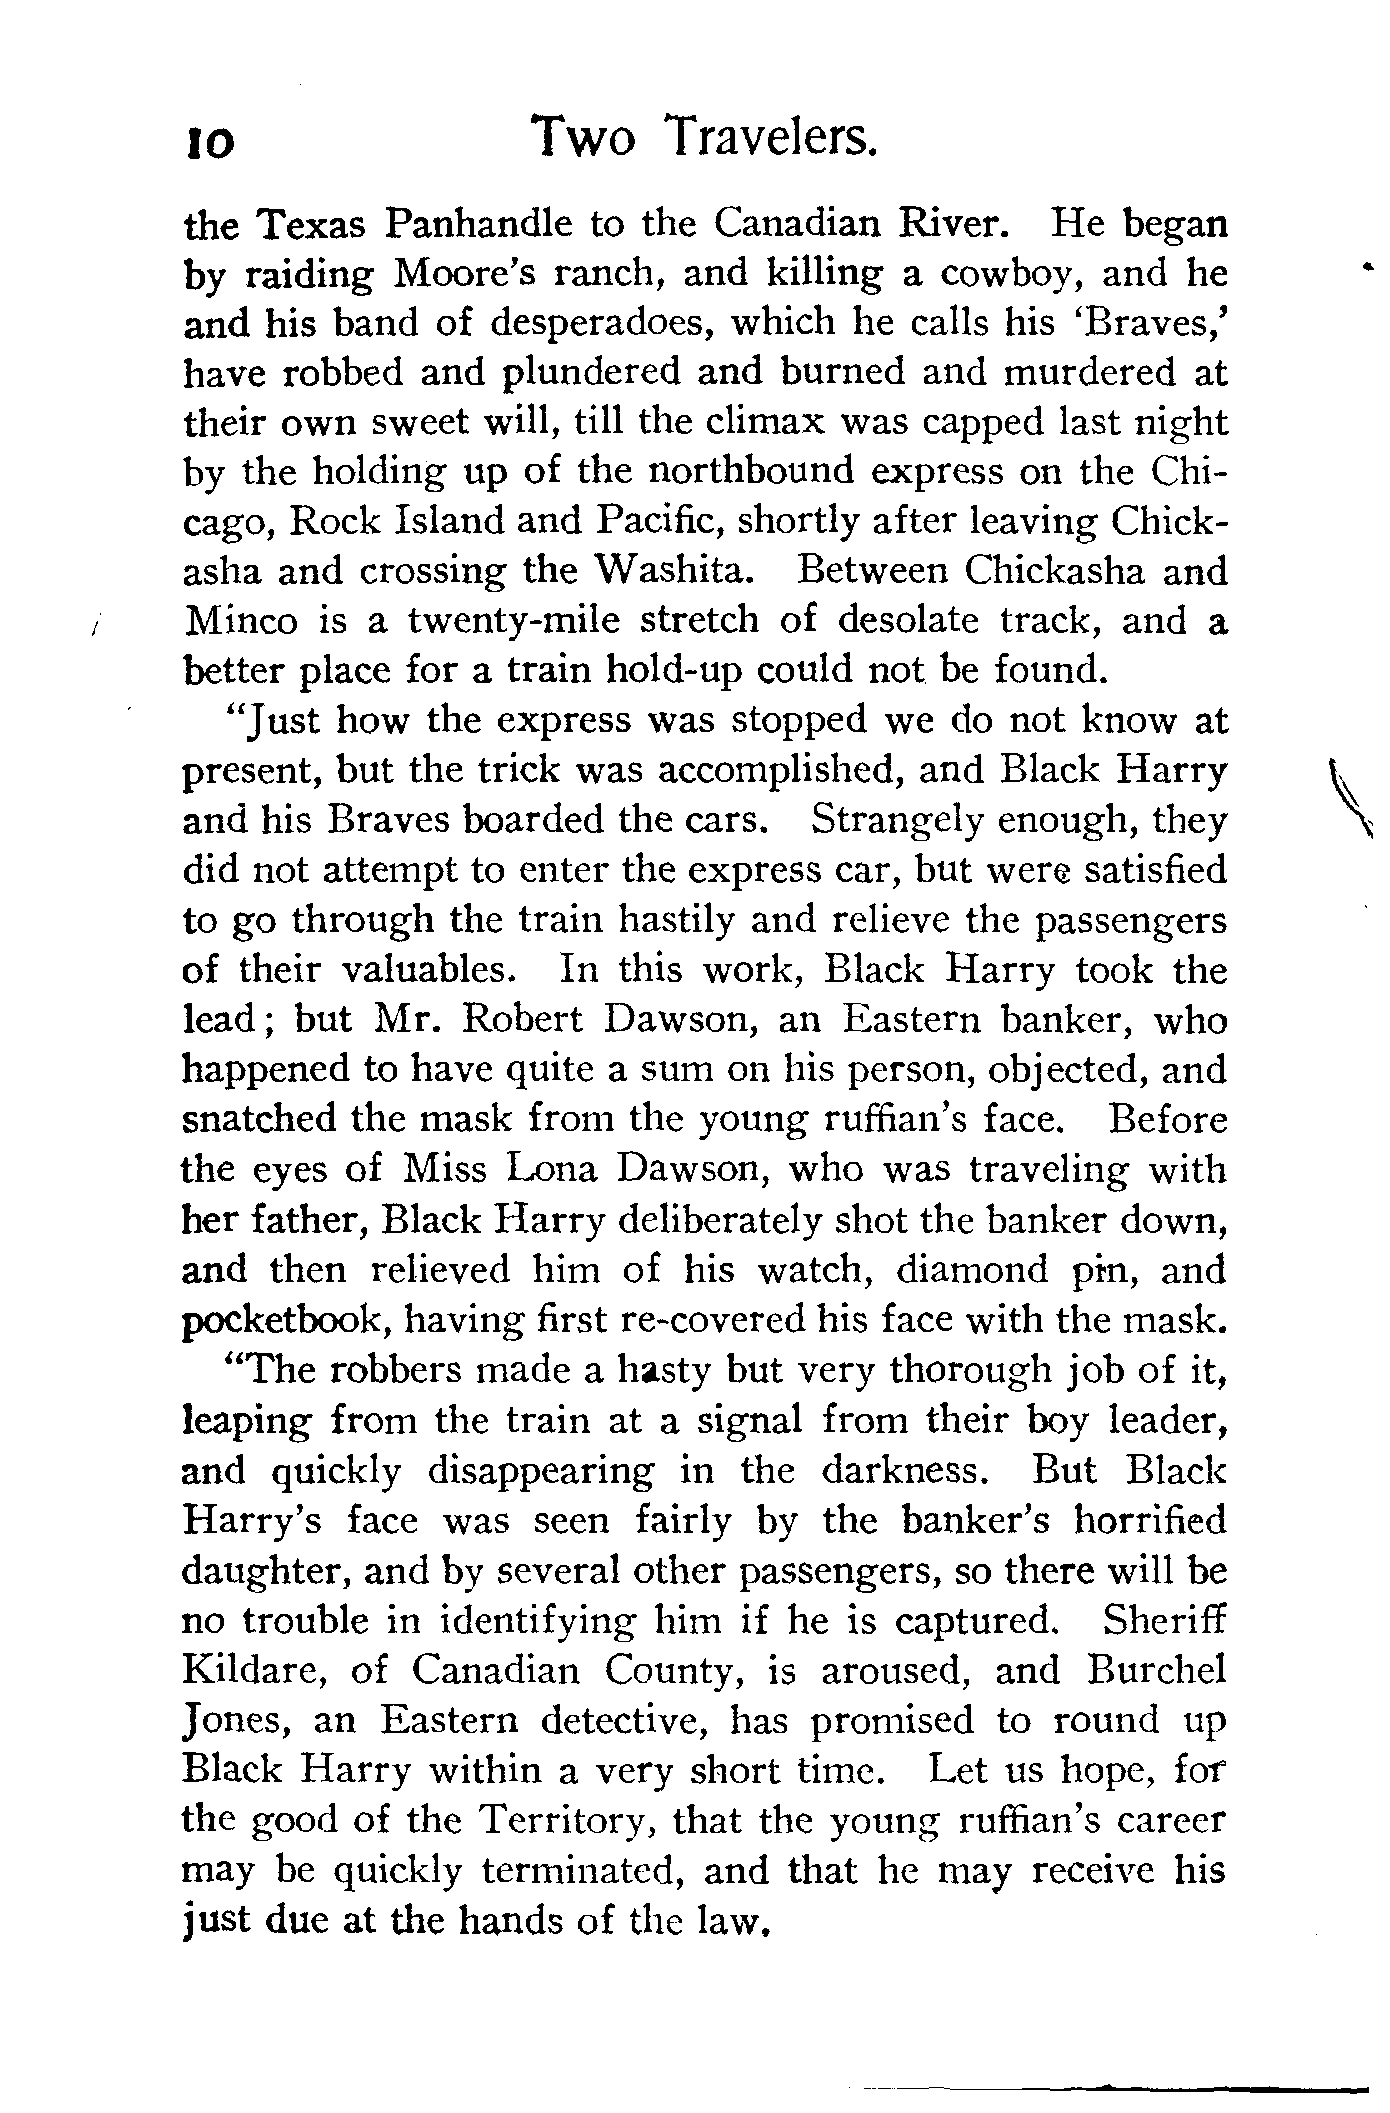 10 Two Travelers.
the Texas Panhandle to the Canadian River. He began
by raiding Moore's ranch, and killing a cowboy, and he
and his band of desperadoes, which he calls his ‘Braves,’
have robbed and plundered and burned and murdered at
their own sweet will, till the climax was capped last night
by the holding up of the northbound express on the Chi-
cago, Rock Island and Pacific, shortly after leaving Chick-
asha and crossing the Washita. Between Chickasha and
Minco is a twenty-mile stretch of desolate track, and a
better place for a train hold-up could not be found.
“Just how the express was stopped we do not know at
present, but the trick was accomplished, and Black Harry
and his Braves boarded the cars. Strangely enough, they
did not attempt to enter the express car, but were satisfied
to go through the train hastily and relieve the passengers
of their valuables. In this work, Black Harry took the
lead; but Mr. Robert Dawson, an Eastern banker, who
happened to have quite a sum on his person, objected, and
snatched the mask from the young ruffian's face. Before
the eyes of Miss Lona Dawson, who was traveling with
her father, Black Harry deliberately shot the banker down,
and then relieved him of his watch, diamond pin, and
pocketbook, having first re-covered his face with the mask.
“The robbers made a hasty but very thorough job of it,
leaping from the train at a signal from their boy leader,
and quickly disappearing in the darkness. But Black
Harry's face was seen fairly by the banker's horrified
daughter, and by several other passengers, so there will be
no trouble in identifying him if he is captured. Sheriff
Kildare, of Canadian County, is aroused, and Burchel
Jones, an Eastern detective, has promised to round up
Black Harry within a very short time. Let us hope, for
the good of the Territory, that the young ruffian's career
may be quickly terminated, and that he may receive his
just due at the hands of the law.